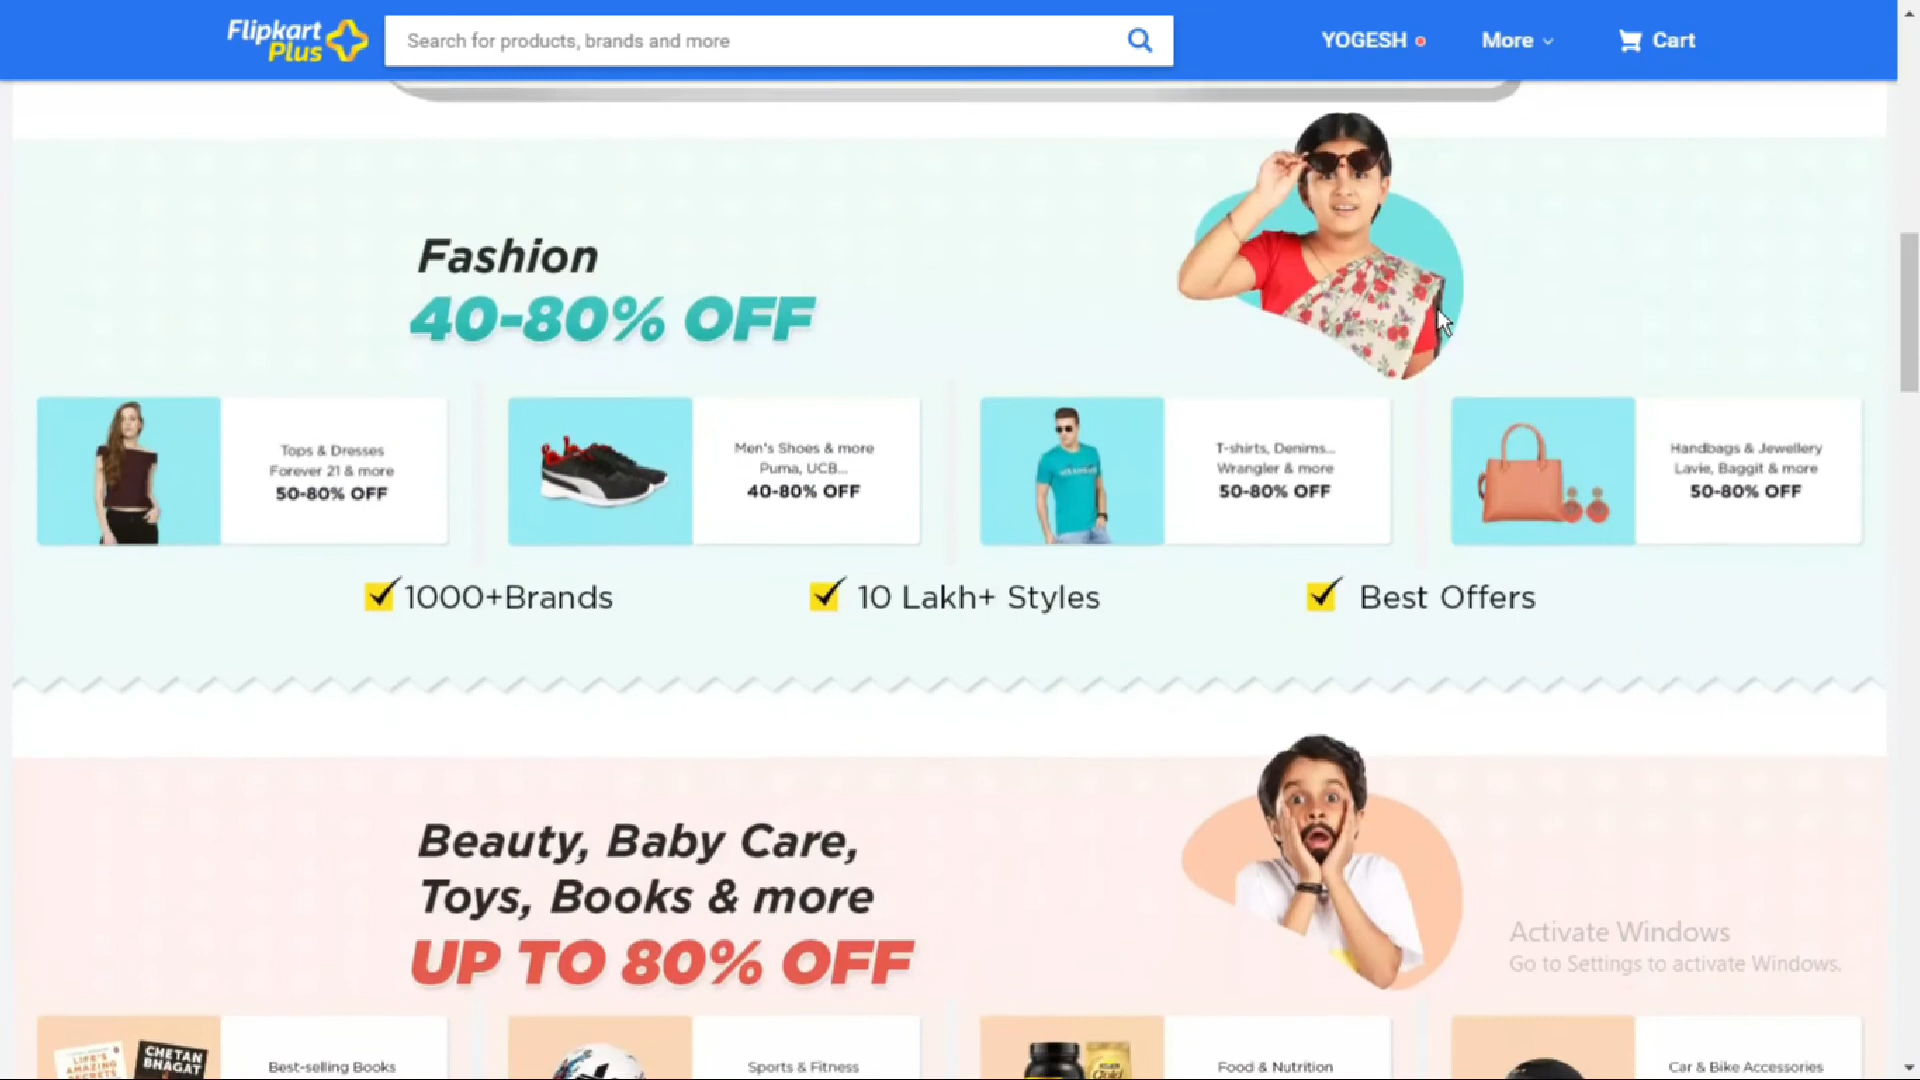 Flipkart
Plus
Search for products, brands and more
YOGESH
More
Cart
Fashion
40-80% OFF
Tops & Dresses
Forever 21 & more
50-80% OFF
Men's Shoes & more
Puma, UCB...
40-80% OFF
T-shirts, Denims...
Wrangler & more
50-80% OFF
Handbags & Jewellery
Lavie, Baggit & more
50-80% OFF
1000+Brands
10 Lakh+ Styles
Best Offers
Beauty, Baby Care,
Toys, Books & more
UP TO 80% OFF
Activate Windows
Go to Settings to activate Windows.
LIFE'S
AMAZING
SECRETS
CHETAN
BHAGAT
Best-selling Books
Sports & Fitness
Food & Nutrition
Car & Bike Accessories